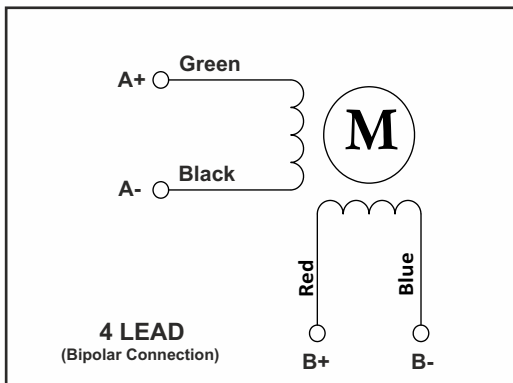 A+
Green
M
A-
Black
Red
Blue
4 LEAD
(Bipolar Connection)
B+
B-